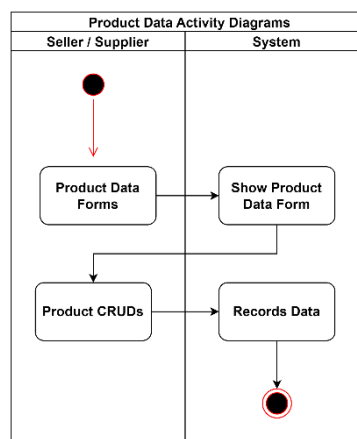 Product Data Activity Diagrams
Seller / Supplier
System
Product Data
Forms
Show Product
Data Form
Product CRUDs
Records Data